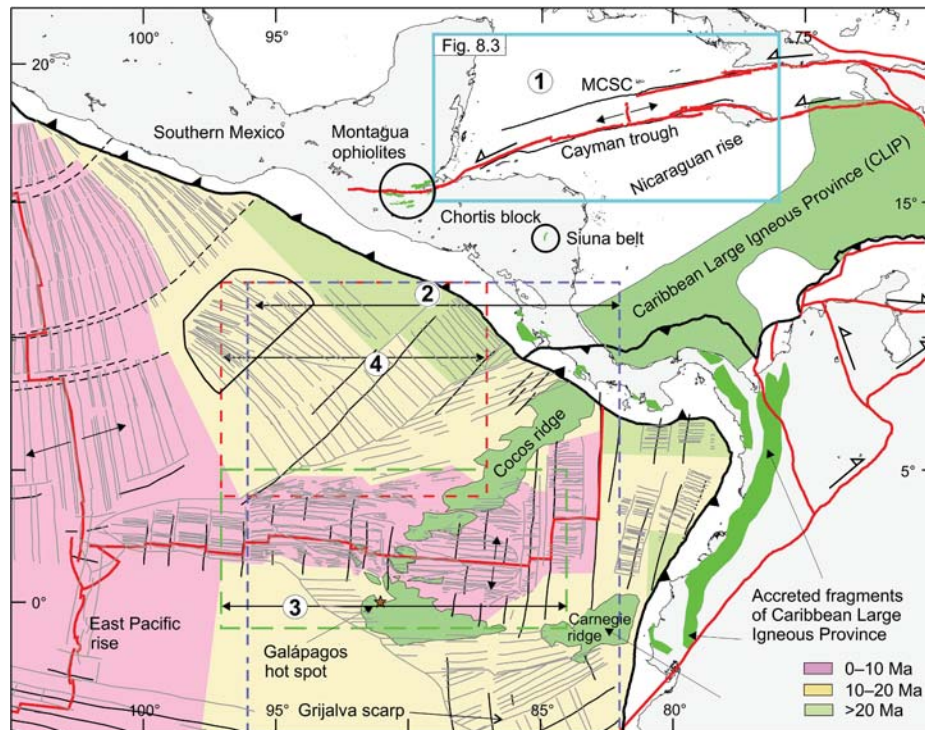 100°
95°
75°
20°
Fig. 8.3
1
MCSC
Southern Mexico
Montagua
ophiolites
Cayman trough
Nicaraguan rise
Caribbean Large Igneous Province (CLIP)
15°
Chortis block
Siuna belt
2
4
Cocos ridge
5°
0°
3
East Pacific
rise
Galápagos
hot spot
Carnegie
ridge
Accreted fragments
of Caribbean Large
Igneous Province
0–10 Ma
10–20 Ma
>20 Ma
Grijalva scarp
100°
95°
85°
80°